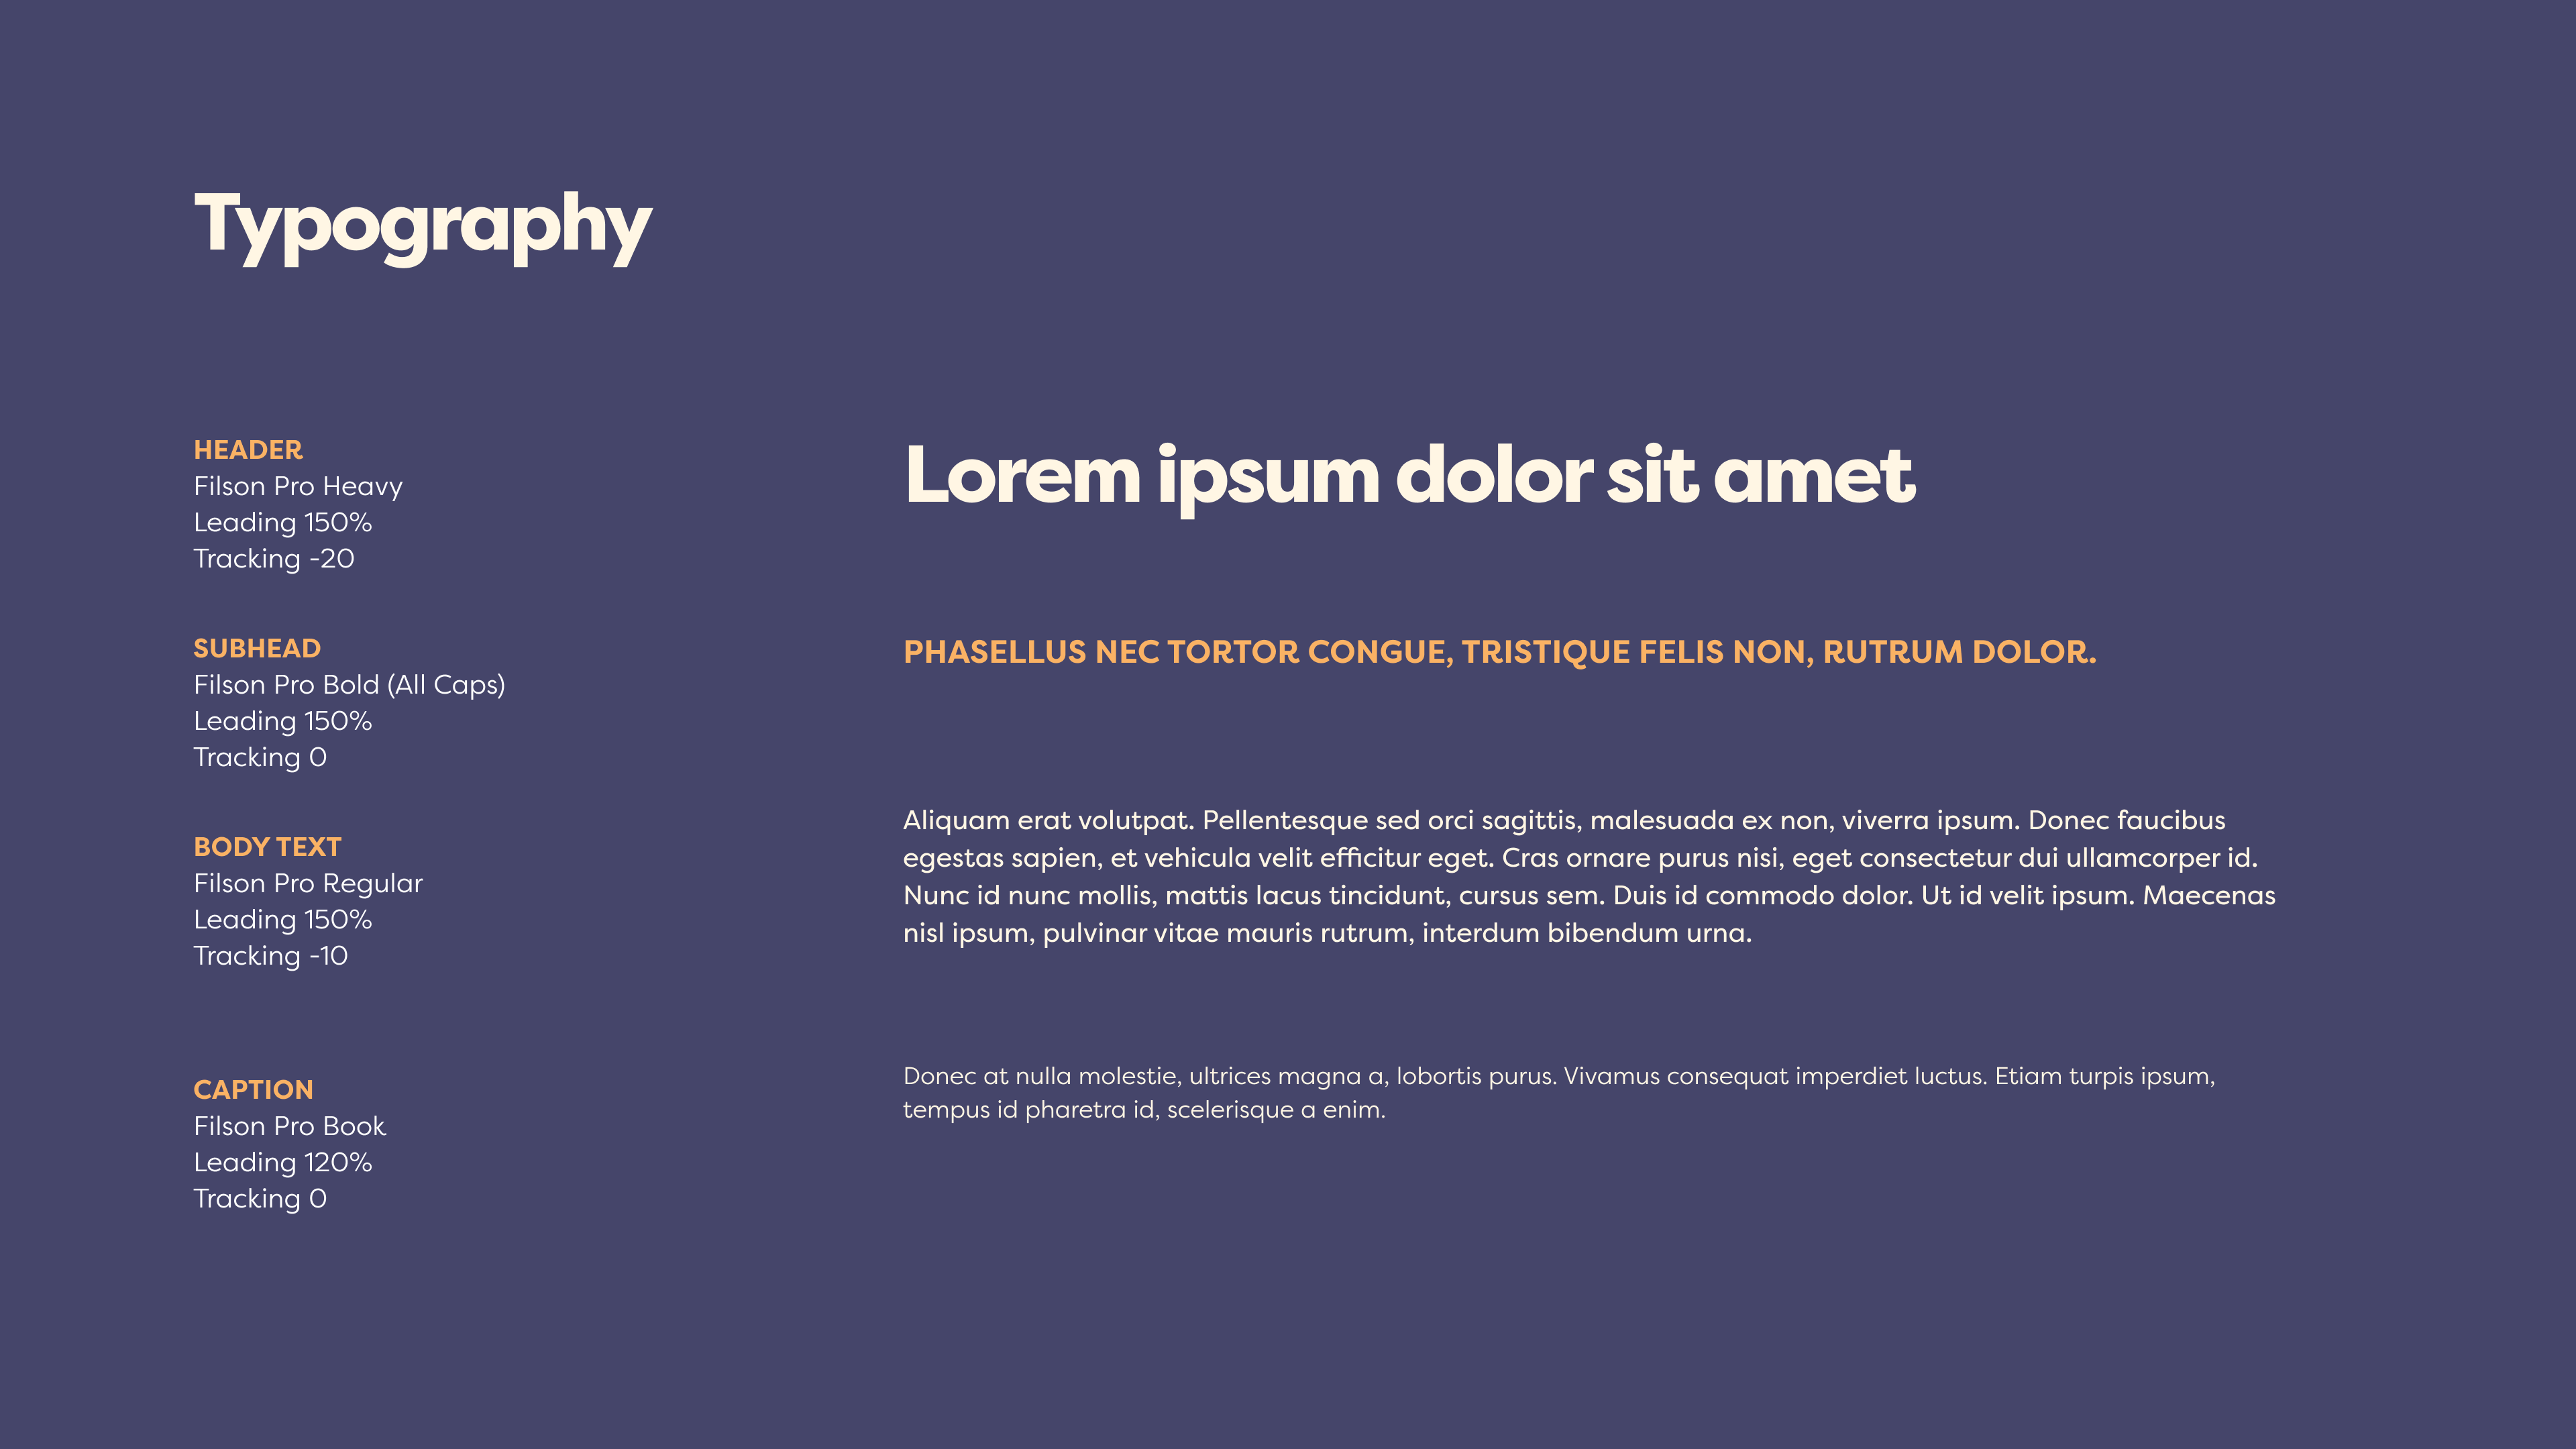 Typography
HEADER
Filson Pro Heavy
Leading 150%
Tracking -20
Lorem ipsum dolor sit amet
SUBHEAD
Filson Pro Bold (All Caps)
Leading 150%
Tracking 0
PHASELLUS NEC TORTOR CONGUE, TRISTIQUE FELIS NON, RUTRUM DOLOR.
BODY TEXT
Filson Pro Regular
Leading 150%
Tracking -10
Aliquam erat volutpat. Pellentesque sed orci sagittis, malesuada ex non, viverra ipsum. Donec faucibus
egestas sapien, et vehicula velit efficitur eget. Cras ornare purus nisi, eget consectetur dui ullamcorper id.
Nunc id nunc mollis, mattis lacus tincidunt, cursus sem. Duis id commodo dolor. Ut id velit ipsum. Maecenas
nisl ipsum, pulvinar vitae mauris rutrum, interdum bibendum urna.
CAPTION
Filson Pro Book
Leading 120%
Tracking 0
Donec at nulla molestie, ultrices magna a, lobortis purus. Vivamus consequat imperdiet luctus. Etiam turpis ipsum,
tempus id pharetra id, scelerisque a enim.